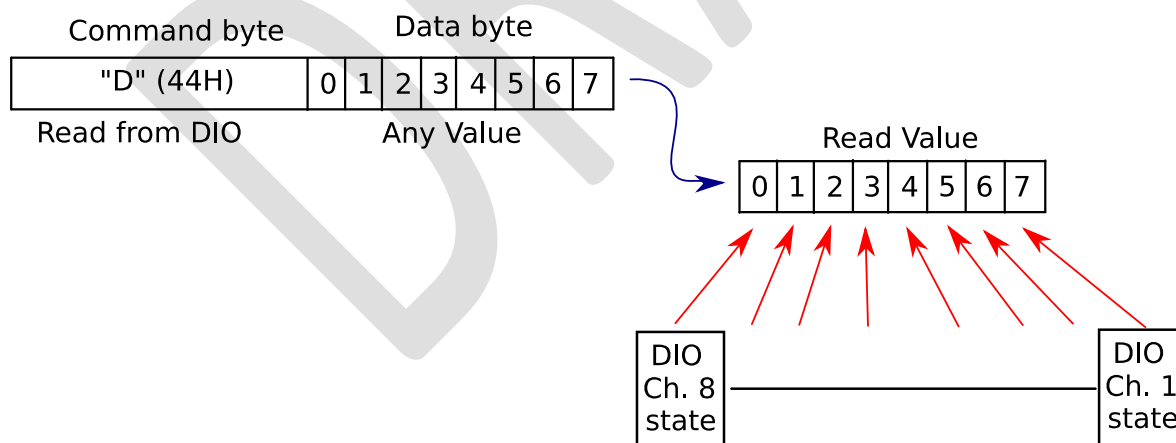 Command byte
Data byte
"D" (44H) 0 1 2 3 4 5 6 7
Read from DIO
Any Value
Read Value
0 1 2 3 4 5 6 7
DIO
Ch. 8
state
DIO
Ch. 1
state